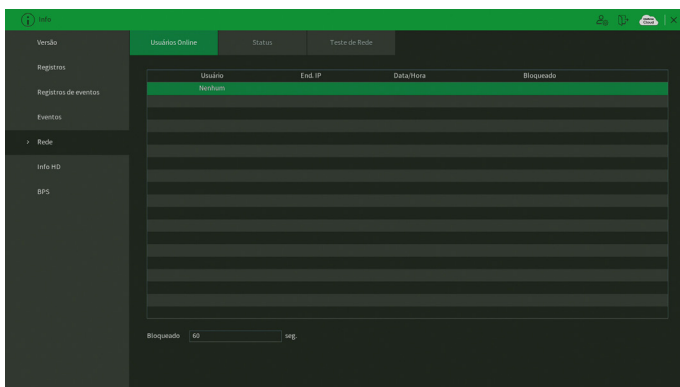 Info
Versão
Usuários Online Status Teste de Rede
Registros
Usuário End. IP Data/Hora Bloqueado
Nenhum
Registros de eventos
Eventos
> Rede
Info HD
BPS
Bloqueado 60 seg.